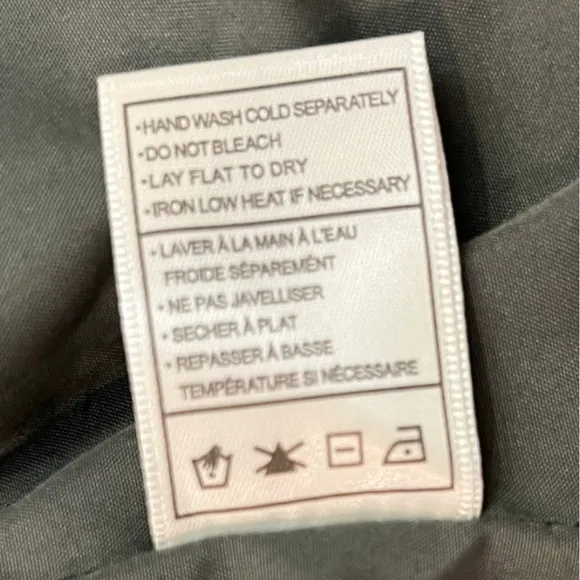 •HAND WASH COLD SEPARATELY
•DO NOT BLEACH
•LAY FLAT TO DRY
•IRON LOW HEAT IF NECESSARY
•LAVER À LA MAIN À L'EAU
FROIDE SÉPARÉMENT
•NE PAS JAVELLISER
•SECHER À PLAT
•REPASSER À BASSE
TEMPÉRATURE SI NÉCESSAIRE